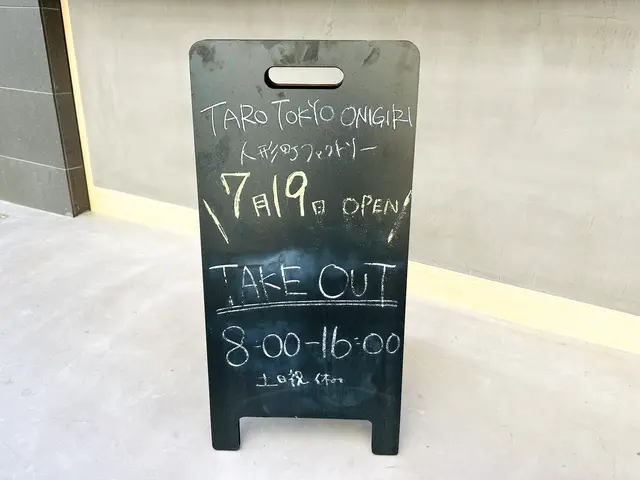 TARO TOKYO ONIGIRI
人形町ファクトリー
7月19日 OPEN
TAKE OUT
8:00-16:00
土日祝 休み